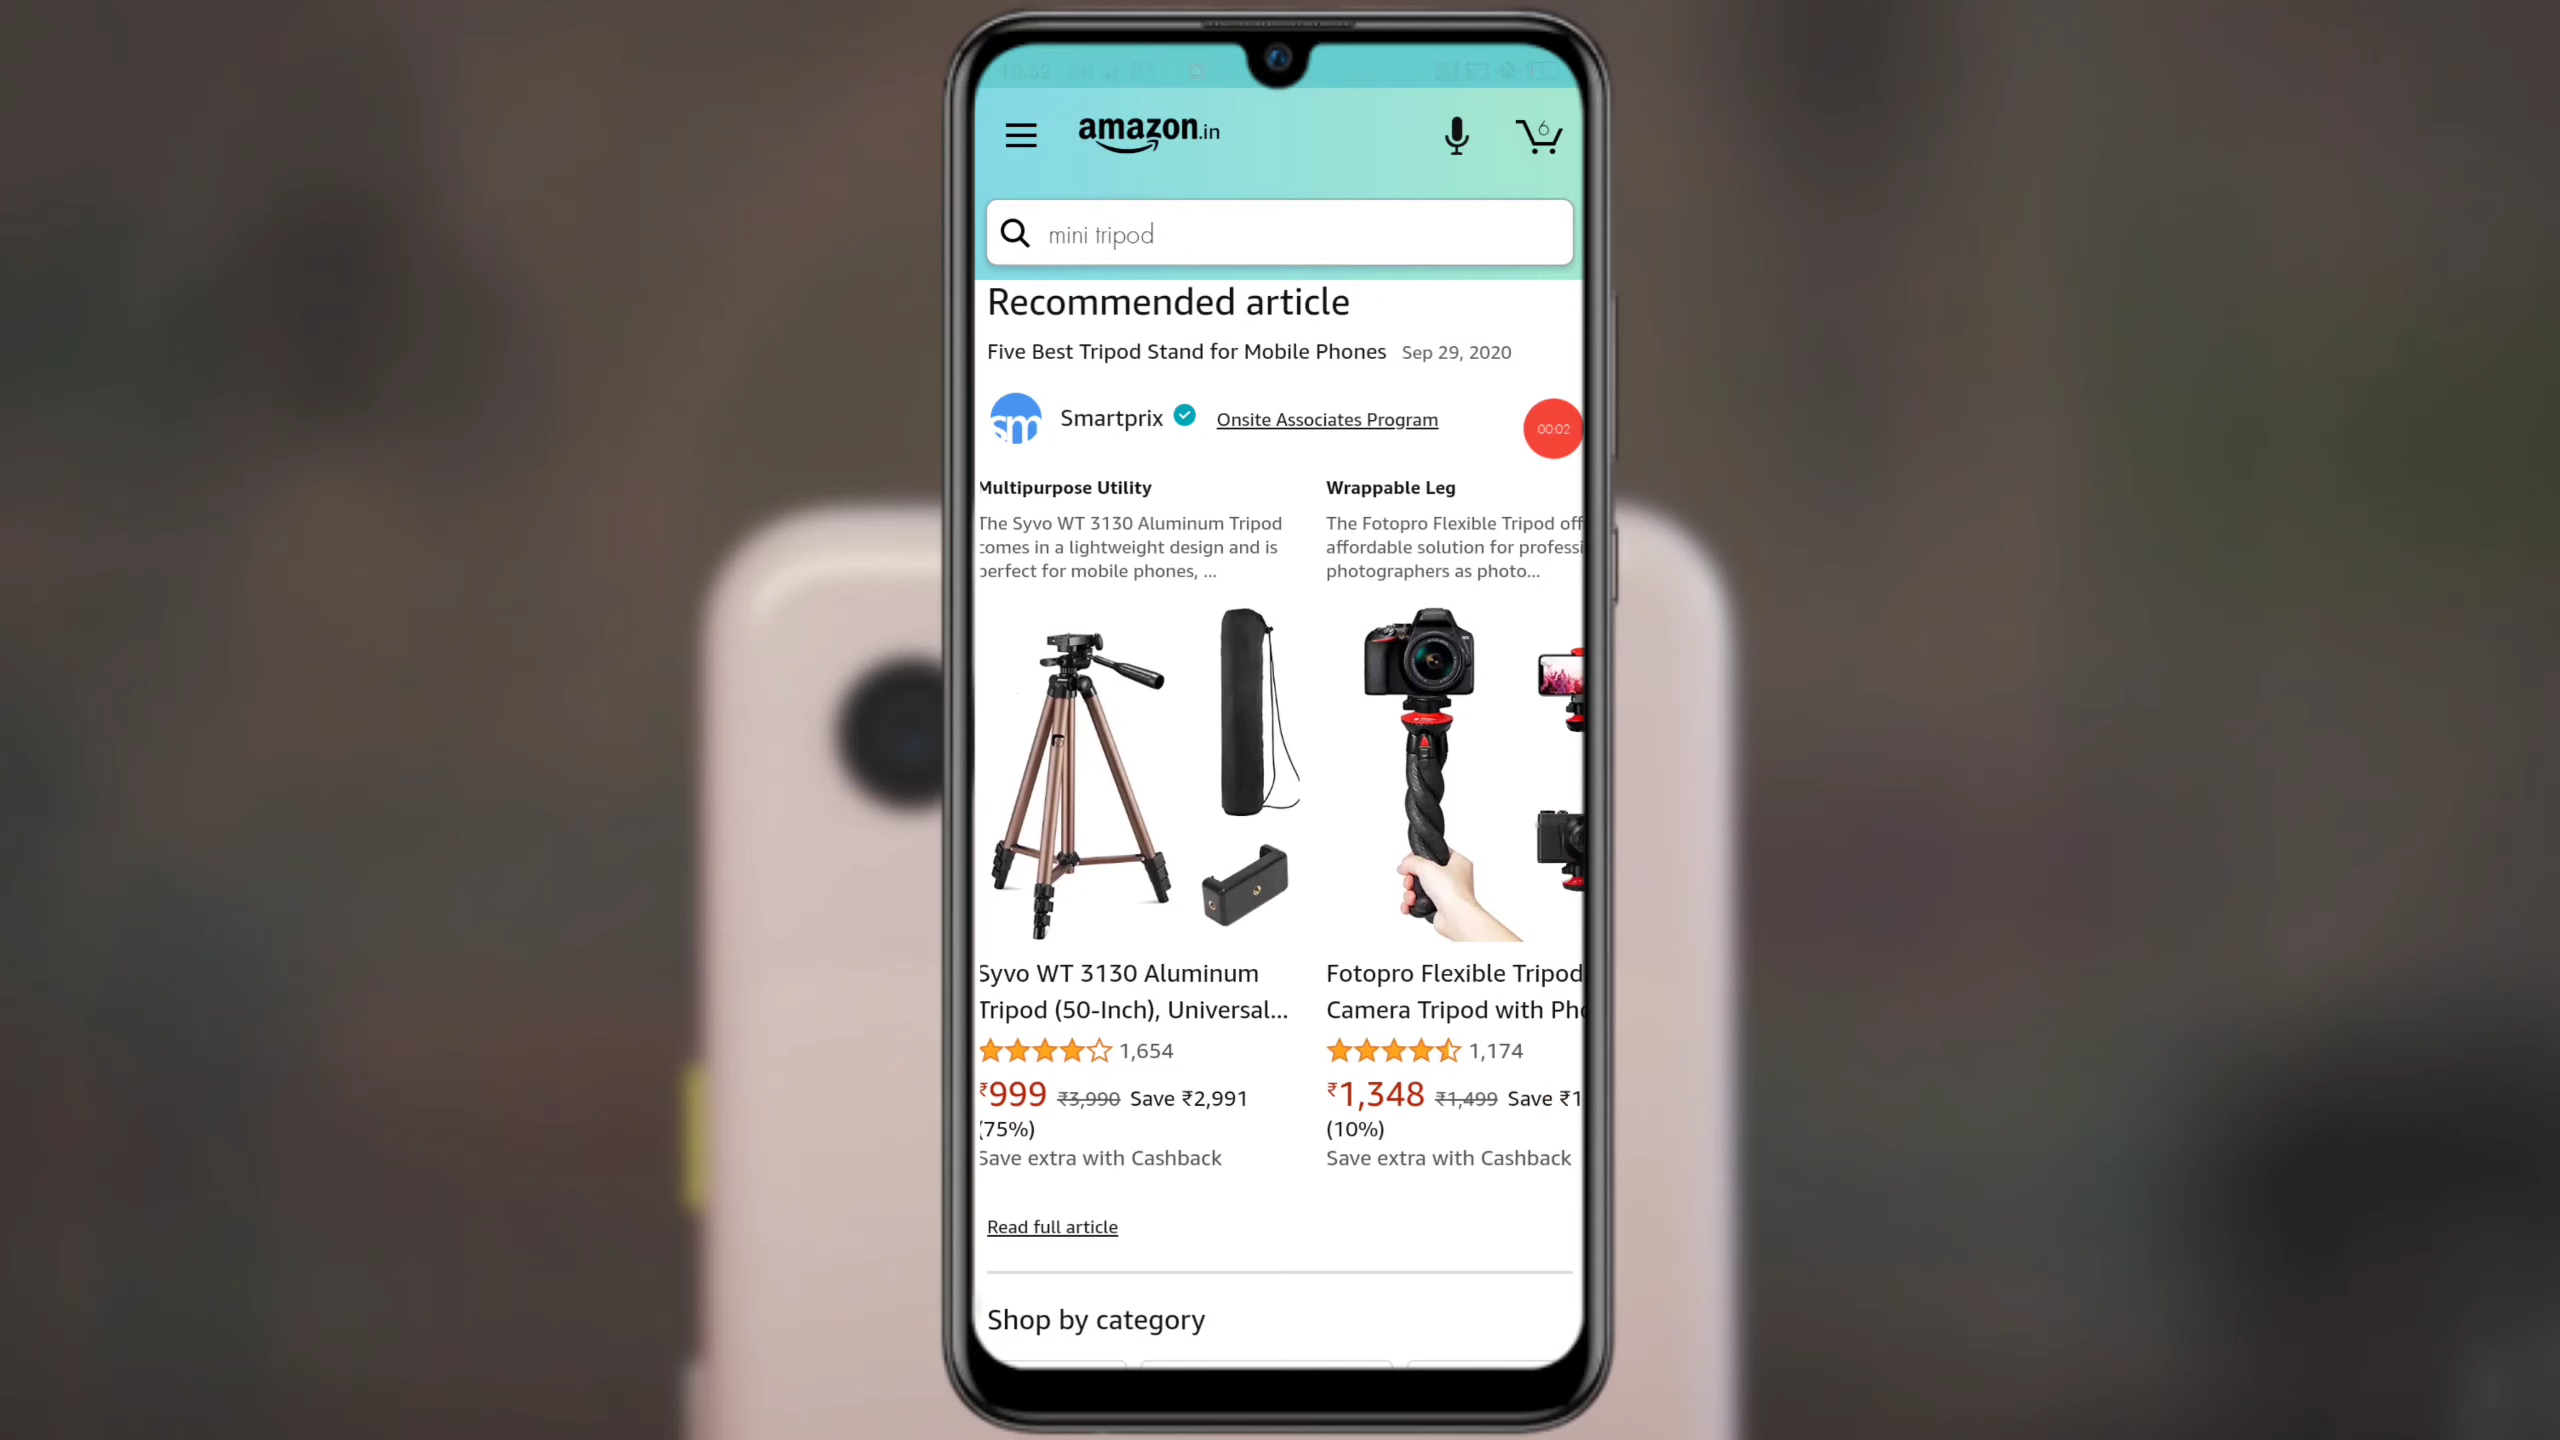 10.52
amazon.in
6
mini tripod
Recommended article
Five Best Tripod Stand for Mobile Phones Sep 29, 2020
sm
Smartprix Onsite Associates Program
00:02
Multipurpose Utility
The Syvo WT 3130 Aluminum Tripod
comes in a lightweight design and is
perfect for mobile phones, ...
Wrappable Leg
The Fotopro Flexible Tripod off
affordable solution for professi
photographers as photo...
Syvo WT 3130 Aluminum
Tripod (50-Inch), Universal...
1,654
₹999 ₹3,990 Save ₹2,991
(75%)
Save extra with Cashback
Fotopro Flexible Tripod
Camera Tripod with Pho
1,174
₹1,348 ₹1,499 Save ₹1
(10%)
Save extra with Cashback
Read full article
Shop by category